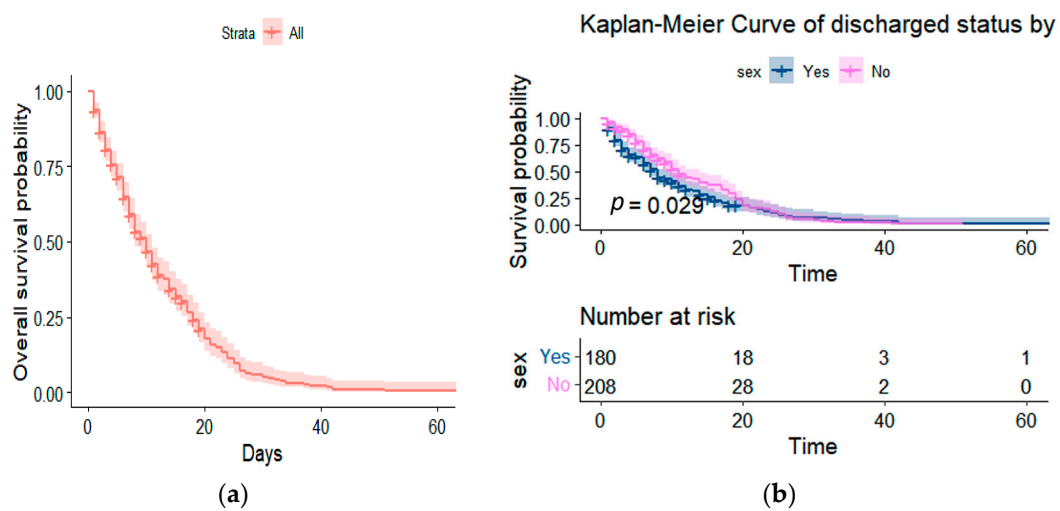 Strata All
Overall survival probability
1.00
0.75
0.50
0.25
0.00
0 20 40 60
Days
(a)
Kaplan-Meier Curve of discharged status by
sex Yes No
Survival probability
1.00
0.75
0.50
0.25
0.00
p = 0.029
0 20 40 60
Time
Number at risk
sex
Yes 180 18 3 1
No 208 28 2 0
0 20 40 60
Time
(b)